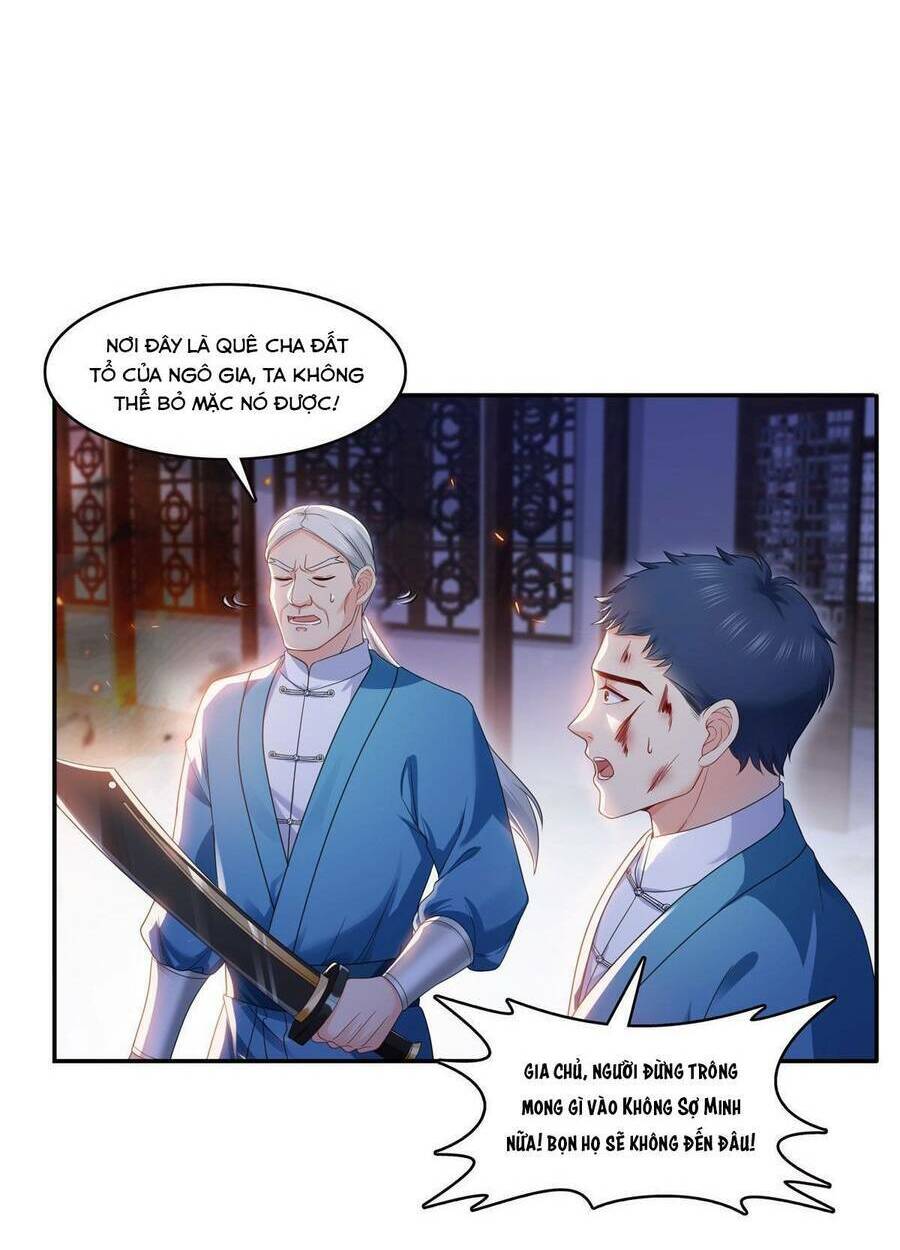 NƠI ĐÂY LÀ QUÊ CHA ĐẤT
TỔ CỦA NGÔ GIA, TA KHÔNG
THỂ BỎ MẶC NÓ ĐƯỢC!
GIA CHỦ, NGƯỜI ĐỪNG TRÔNG
MONG GÌ VÀO KHÔNG SỢ MINH
NỮA! BỌN HỌ SẼ KHÔNG ĐẾN ĐÂU!